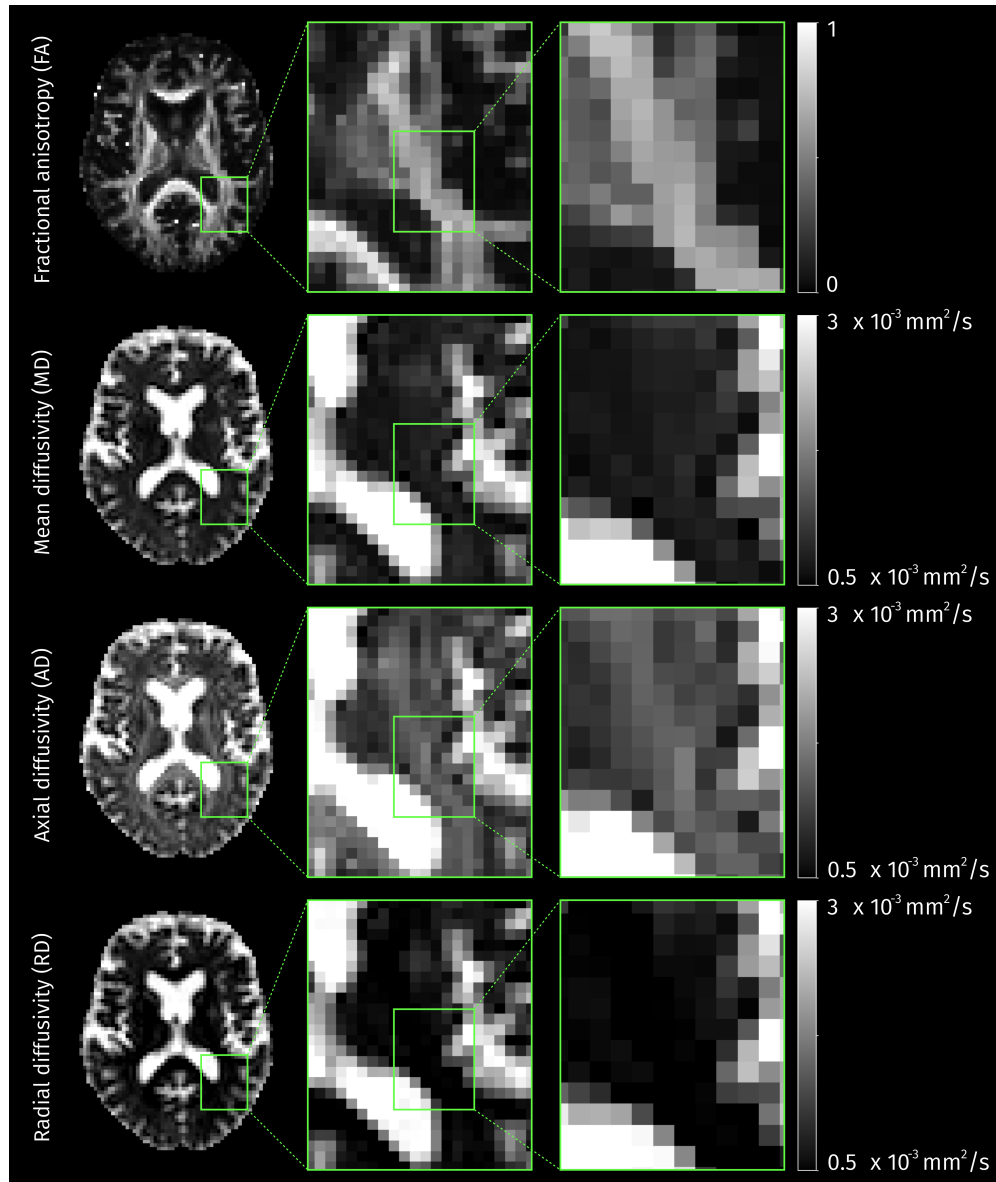 Fractional anisotropy (FA)
1
0
Mean diffusivity (MD)
3 x 10⁻³ mm²/s
0.5 x 10⁻³ mm²/s
Axial diffusivity (AD)
3 x 10⁻³ mm²/s
0.5 x 10⁻³ mm²/s
Radial diffusivity (RD)
3 x 10⁻³ mm²/s
0.5 x 10⁻³ mm²/s